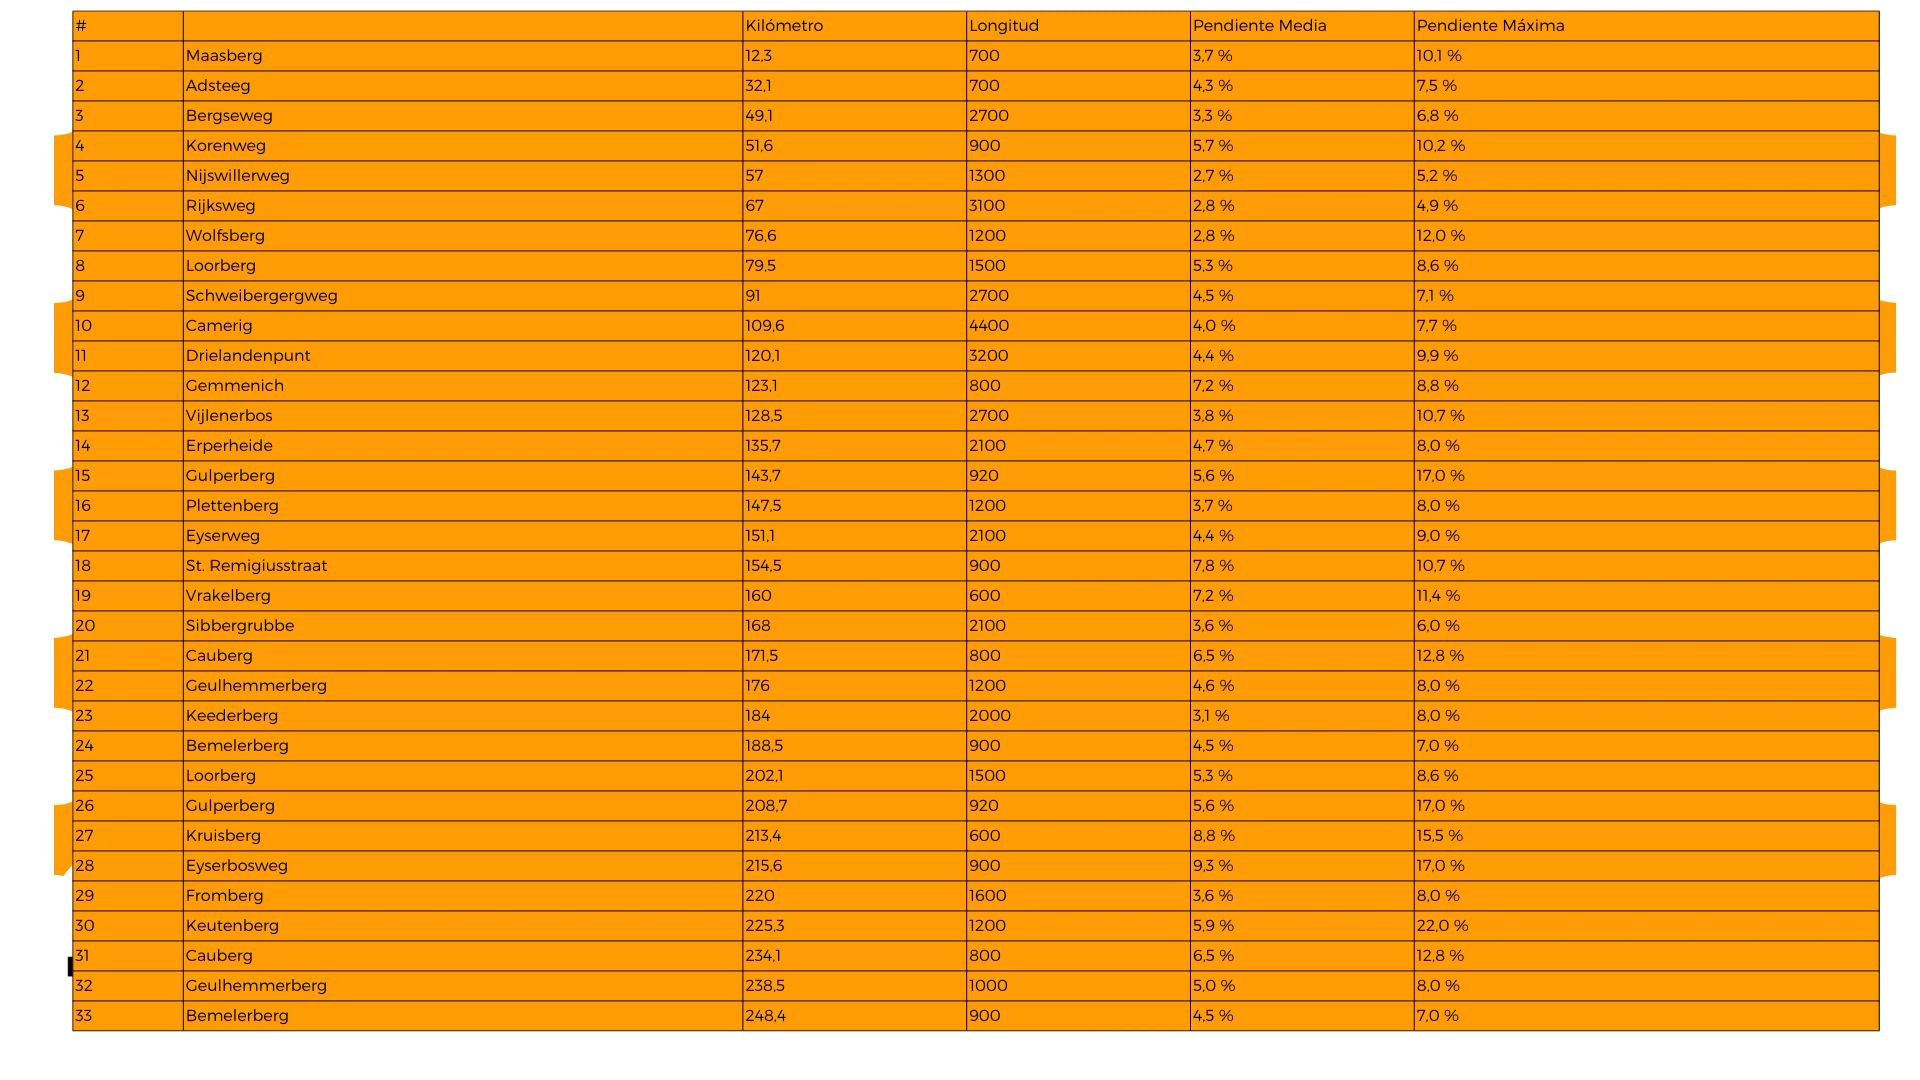 # Kilómetro Longitud Pendiente Media Pendiente Máxima
1 Maasberg 12,3 700 3,7 % 10,1 %
2 Adsteeg 32,1 700 4,3 % 7,5 %
3 Bergseweg 49,1 2700 3,3 % 6,8 %
4 Korenweg 51,6 900 5,7 % 10,2 %
5 Nijswillerweg 57 1300 2,7 % 5,2 %
6 Rijksweg 67 3100 2,8 % 4,9 %
7 Wolfsberg 76,6 1200 2,8 % 12,0 %
8 Loorberg 79,5 1500 5,3 % 8,6 %
9 Schweibergergweg 91 2700 4,5 % 7,1 %
10 Camerig 109,6 4400 4,0 % 7,7 %
11 Drielandenpunt 120,1 3200 4,4 % 9,9 %
12 Gemmenich 123,1 800 7,2 % 8,8 %
13 Vijlenerbos 128,5 2700 3,8 % 10,7 %
14 Erperheide 135,7 2100 4,7 % 8,0 %
15 Gulperberg 143,7 920 5,6 % 17,0 %
16 Plettenberg 147,5 1200 3,7 % 8,0 %
17 Eyserweg 151,1 2100 4,4 % 9,0 %
18 St. Remigiusstraat 154,5 900 7,8 % 10,7 %
19 Vrakelberg 160 600 7,2 % 11,4 %
20 Sibbergrubbe 168 2100 3,6 % 6,0 %
21 Cauberg 171,5 800 6,5 % 12,8 %
22 Geulhemmerberg 176 1200 4,6 % 8,0 %
23 Keederberg 184 2000 3,1 % 8,0 %
24 Bemelerberg 188,5 900 4,5 % 7,0 %
25 Loorberg 202,1 1500 5,3 % 8,6 %
26 Gulperberg 208,7 920 5,6 % 17,0 %
27 Kruisberg 213,4 600 8,8 % 15,5 %
28 Eyserbosweg 215,6 900 9,3 % 17,0 %
29 Fromberg 220 1600 3,6 % 8,0 %
30 Keutenberg 225,3 1200 5,9 % 22,0 %
31 Cauberg 234,1 800 6,5 % 12,8 %
32 Geulhemmerberg 238,5 1000 5,0 % 8,0 %
33 Bemelerberg 248,4 900 4,5 % 7,0 %